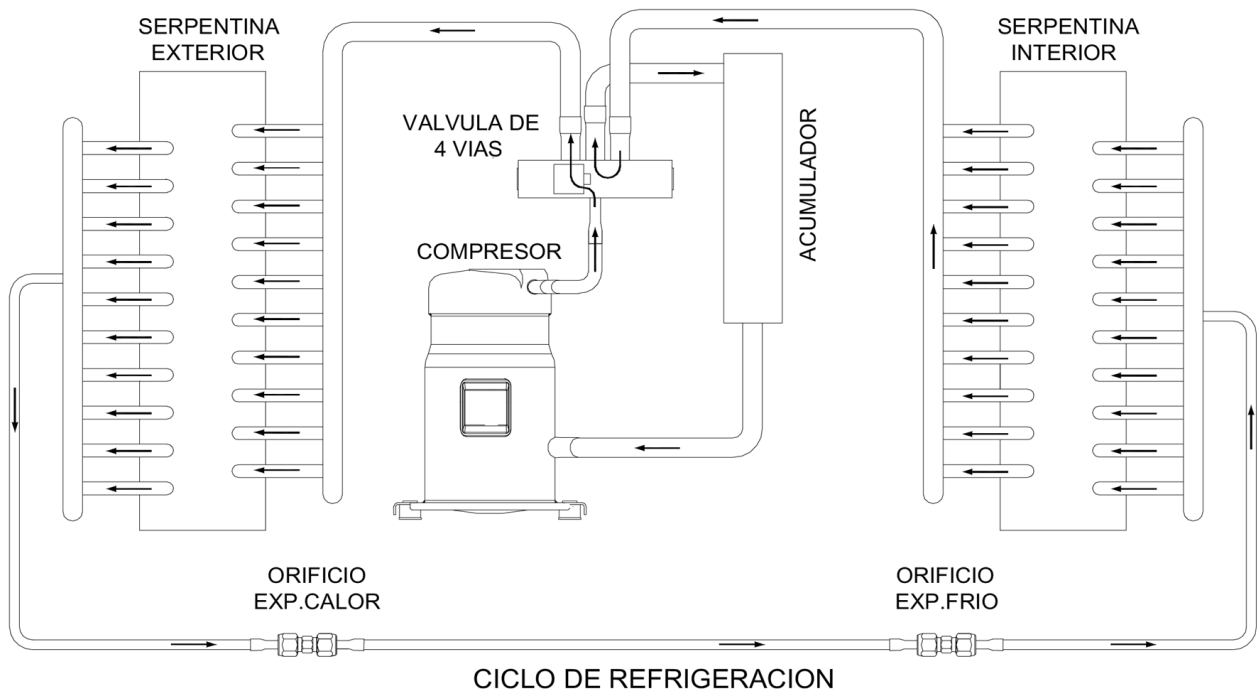 SERPENTINA
EXTERIOR
SERPENTINA
INTERIOR
VALVULA DE
4 VIAS
ACUMULADOR
COMPRESOR
ORIFICIO
EXP.CALOR
ORIFICIO
EXP.FRIO
CICLO DE REFRIGERACION